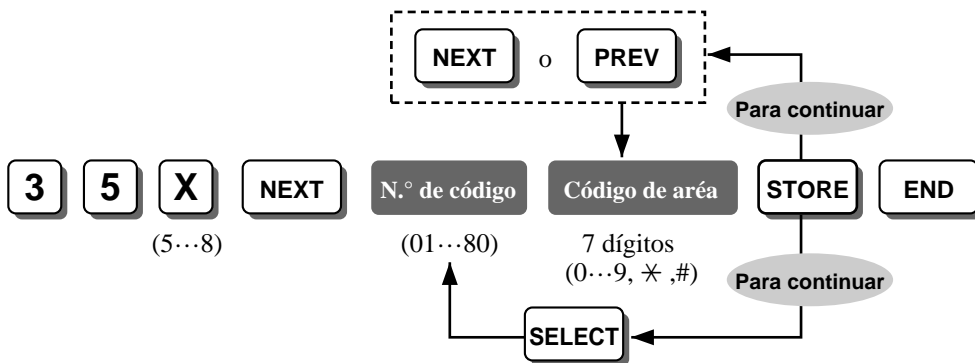 NEXT o PREV
Para continuar
3 5 X NEXT N.° de código Código de aréa STORE END
(5···8) (01···80) 7 dígitos
(0···9, ✳ ,#)
Para continuar
SELECT